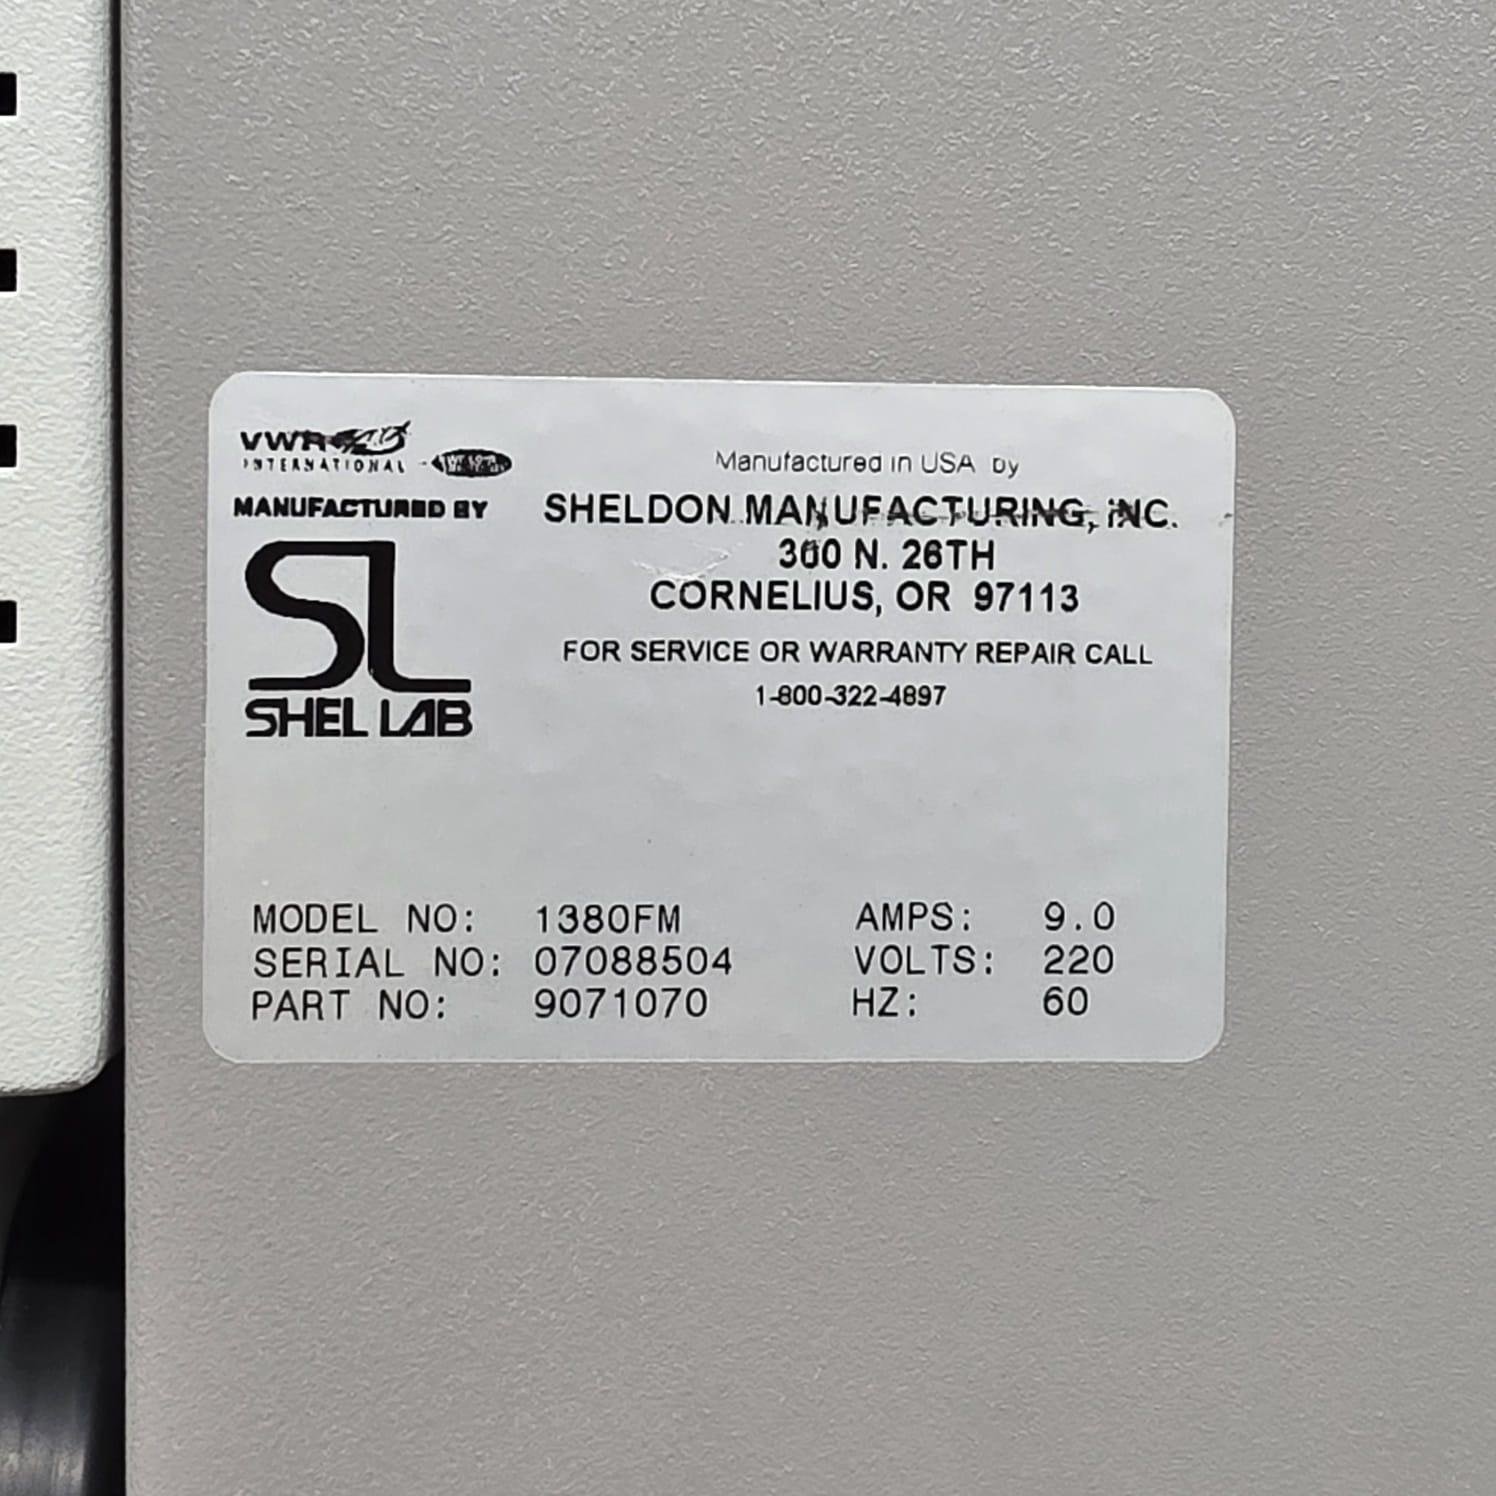 VWR
INTERNATIONAL
MANUFACTURED BY
SL
SHEL LAB
Manufactured in USA by
SHELDON MANUFACTURING, INC.
300 N. 26TH
CORNELIUS, OR 97113
FOR SERVICE OR WARRANTY REPAIR CALL
1-800-322-4897
MODEL NO: 1380FM AMPS: 9.0
SERIAL NO: 07088504 VOLTS: 220
PART NO: 9071070 HZ: 60